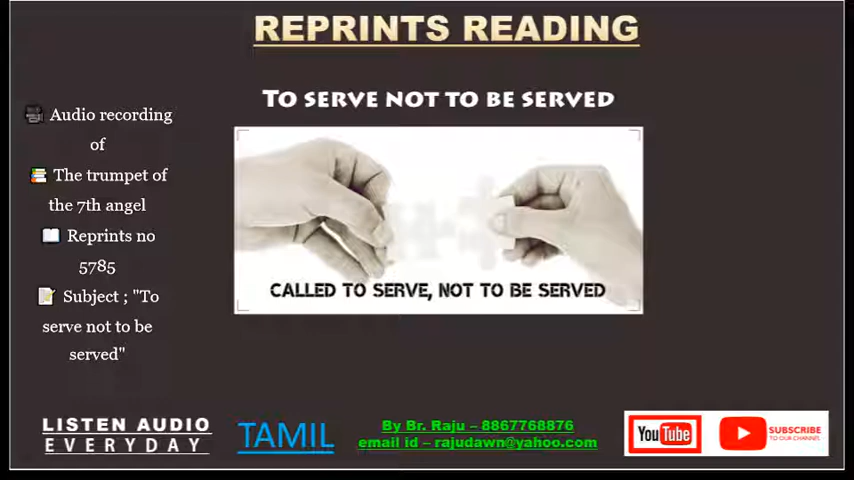 REPRINTS READING
TO SERVE NOT TO BE SERVED
Audio recording
of
The trumpet of
the 7th angel
Reprints no
5785
Subject ; "To
serve not to be
served"
CALLED TO SERVE, NOT TO BE SERVED
LISTEN AUDIO
EVERYDAY
TAMIL
By Br. Raju – 8867768876
email id – rajudawn@yahoo.com
YouTube
SUBSCRIBE
TO OUR CHANNEL